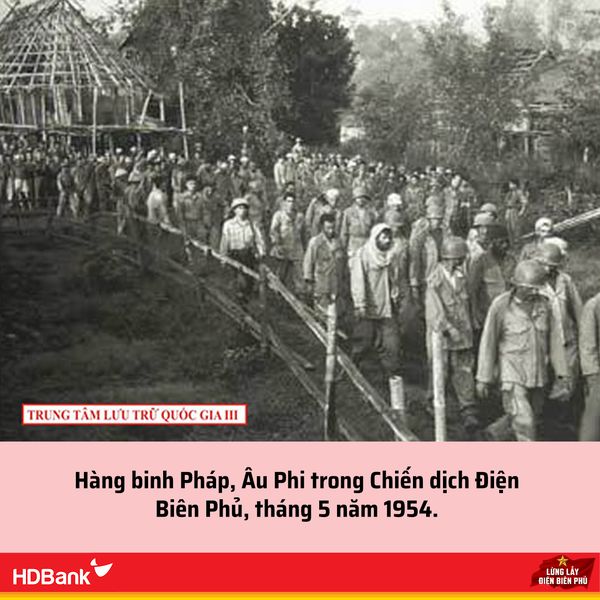 TRUNG TÂM LƯU TRỮ QUỐC GIA III
Hàng binh Pháp, Âu Phi trong Chiến dịch Điện
Biên Phủ, tháng 5 năm 1954.
HDBank
LỪNG LẪY
ĐIỆN BIÊN PHỦ